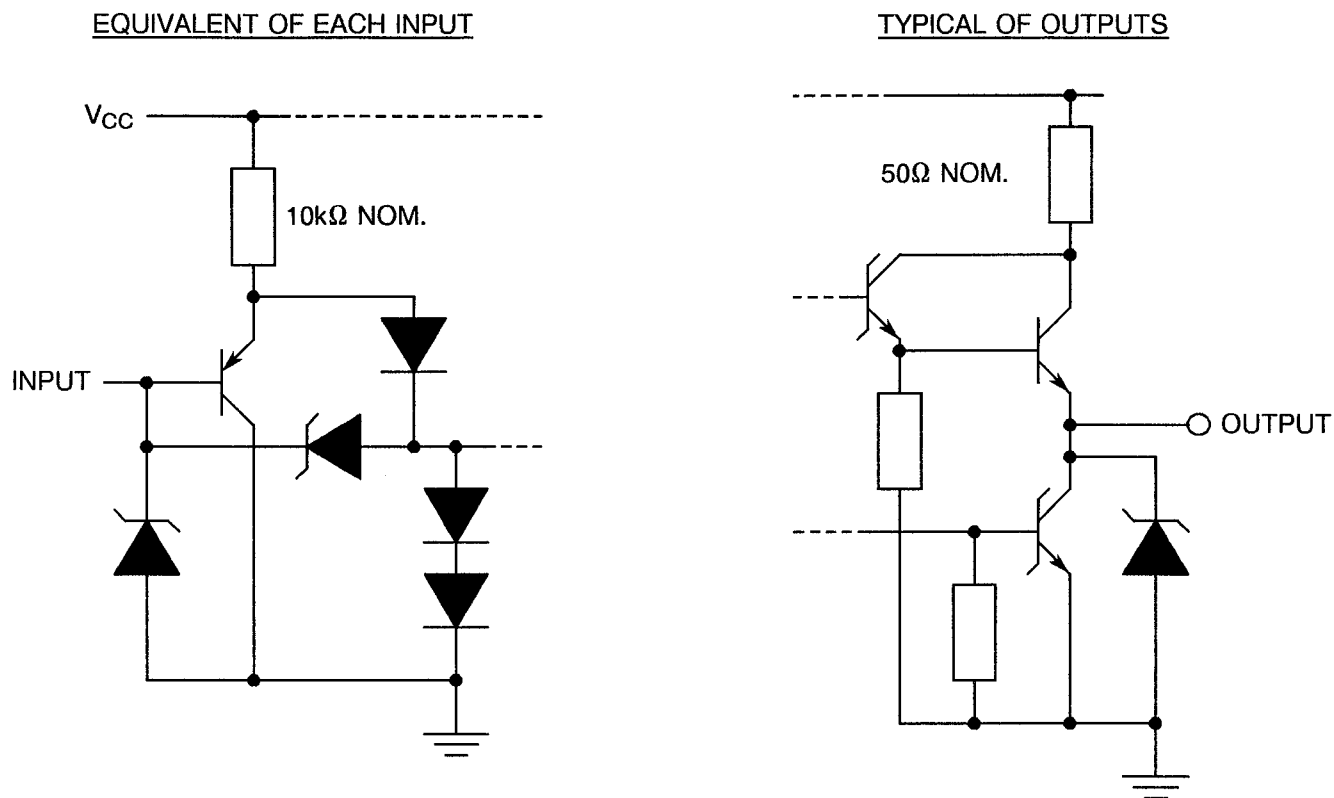 EQUIVALENT OF EACH INPUT
TYPICAL OF OUTPUTS
VCC
10kΩ NOM.
50Ω NOM.
INPUT
OUTPUT